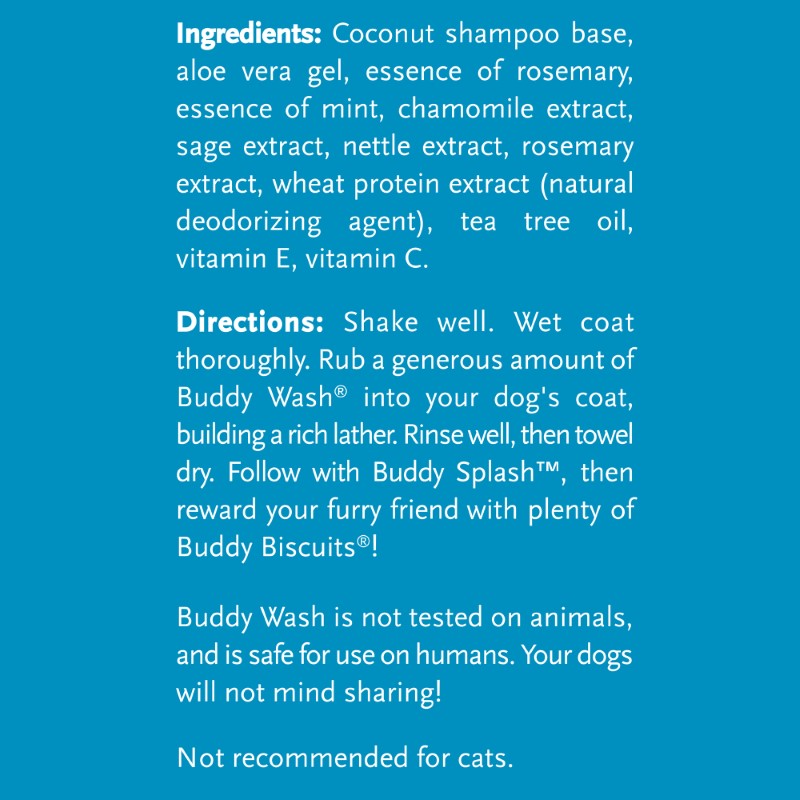 Ingredients: Coconut shampoo base,
aloe vera gel, essence of rosemary,
essence of mint, chamomile extract,
sage extract, nettle extract, rosemary
extract, wheat protein extract (natural
deodorizing agent), tea tree oil,
vitamin E, vitamin C.
Directions: Shake well. Wet coat
thoroughly. Rub a generous amount of
Buddy Wash® into your dog's coat,
building a rich lather. Rinse well, then towel
dry. Follow with Buddy Splash™, then
reward your furry friend with plenty of
Buddy Biscuits®!
Buddy Wash is not tested on animals,
and is safe for use on humans. Your dogs
will not mind sharing!
Not recommended for cats.